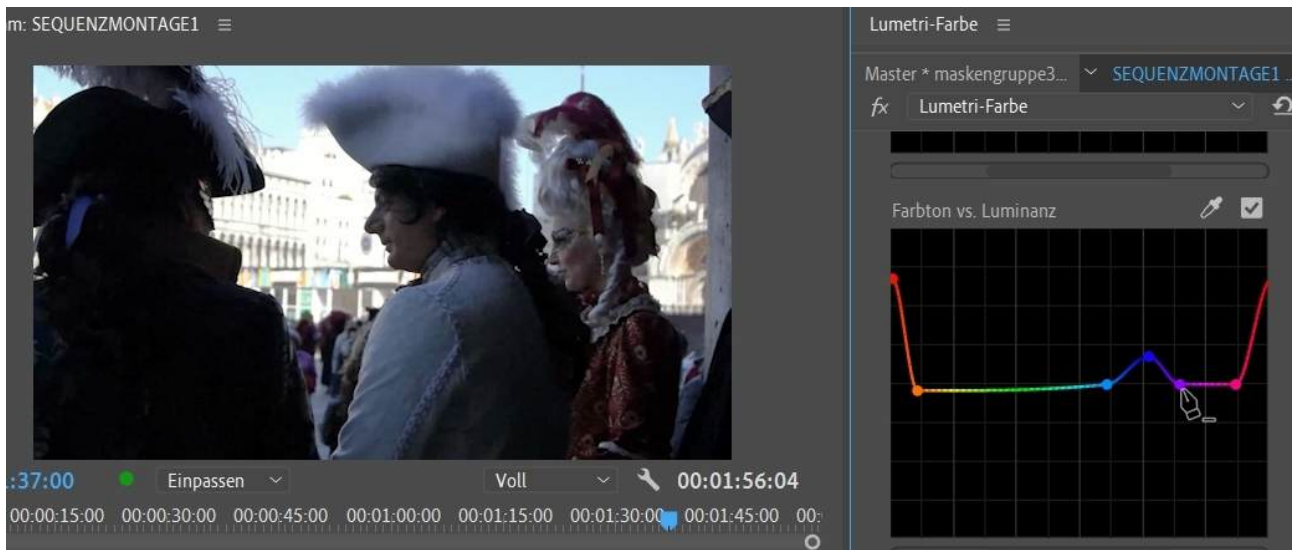 m: SEQUENZMONTAGE1
:37:00
Einpassen
Voll
00:01:56:04
00:00:15:00 00:00:30:00 00:00:45:00 00:01:00:00 00:01:15:00 00:01:30:00 00:01:45:00 00:
Lumetri-Farbe
Master * maskengruppe3... SEQUENZMONTAGE1 ..
fx Lumetri-Farbe
Farbton vs. Luminanz